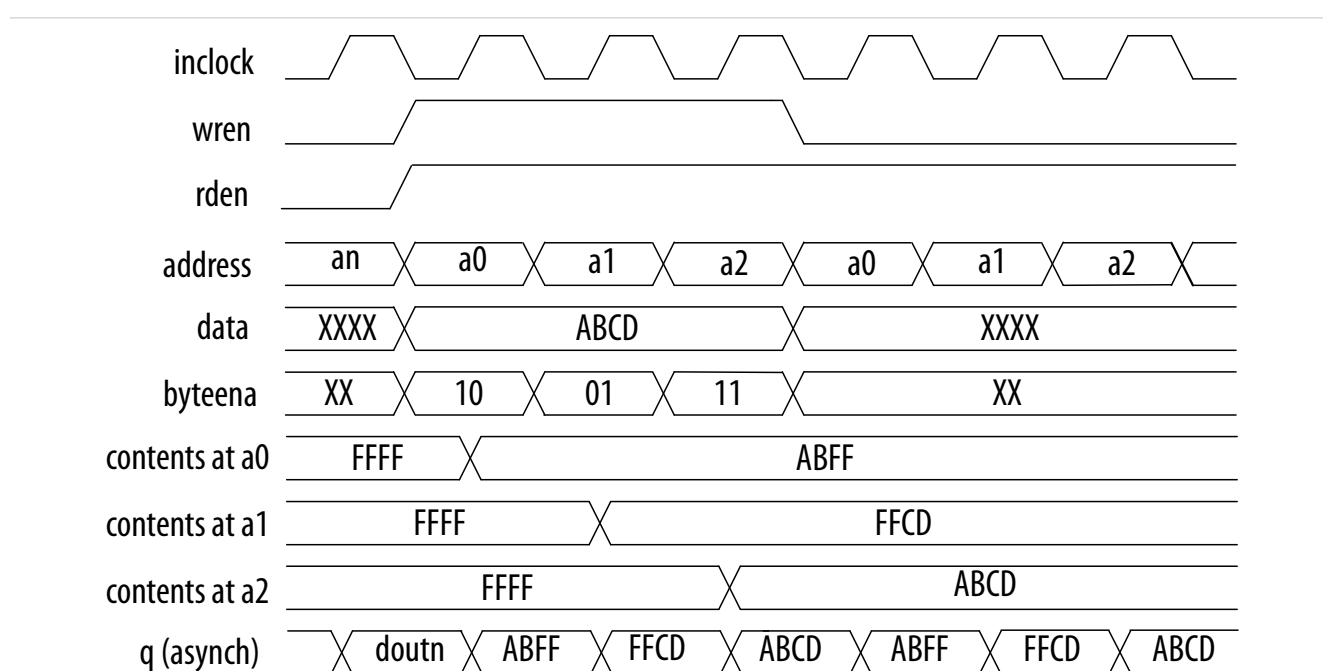 inclock
wren
rden
address an a0 a1 a2 a0 a1 a2
data XXXX ABCD XXXX
byteena XX 10 01 11 XX
contents at a0 FFFF ABFF
contents at a1 FFFF FFCD
contents at a2 FFFF ABCD
q (asynch) doutn ABFF FFCD ABCD ABFF FFCD ABCD